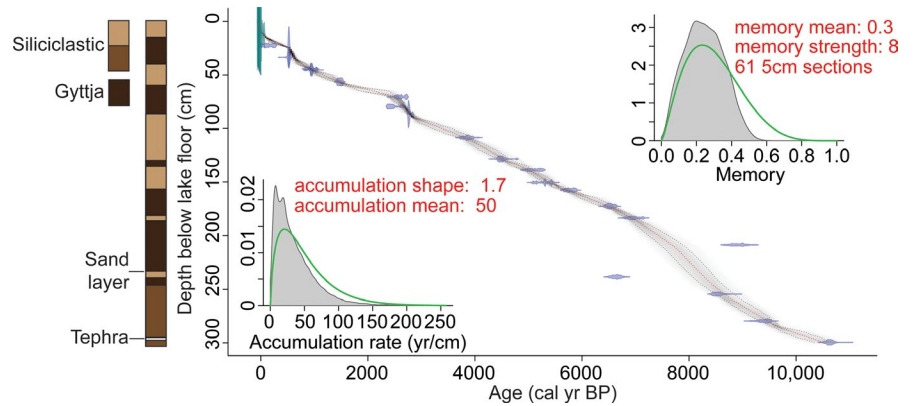 Siliciclastic
Gyttja
Sand
layer
Tephra
Depth below lake floor (cm)
0
50
100
150
200
250
300
0
2000
4000
6000
8000
10,000
Age (cal yr BP)
accumulation shape: 1.7
accumulation mean: 50
0.02
0.01
0
0
50
100
150
200
250
Accumulation rate (yr/cm)
memory mean: 0.3
memory strength: 8
61 5cm sections
3
2
1
0
0.0
0.2
0.4
0.6
0.8
1.0
Memory